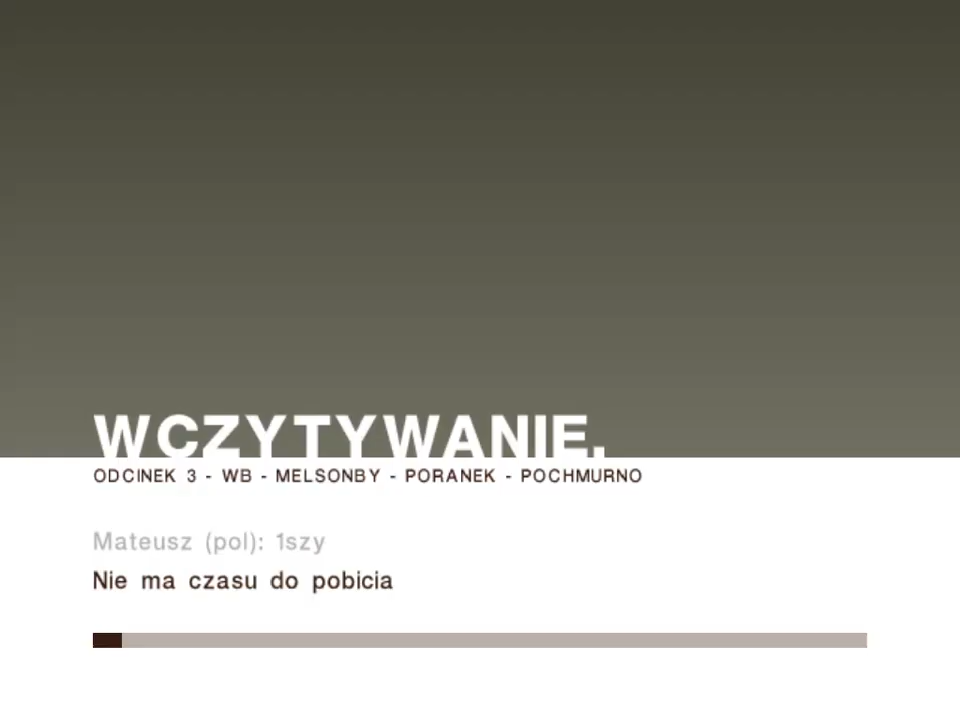 WCZYTYWANIE.
ODCINEK 3 - WB - MELSONBY - PORANEK - POCHMURNO
Mateusz (pol): 1szy
Nie ma czasu do pobicia